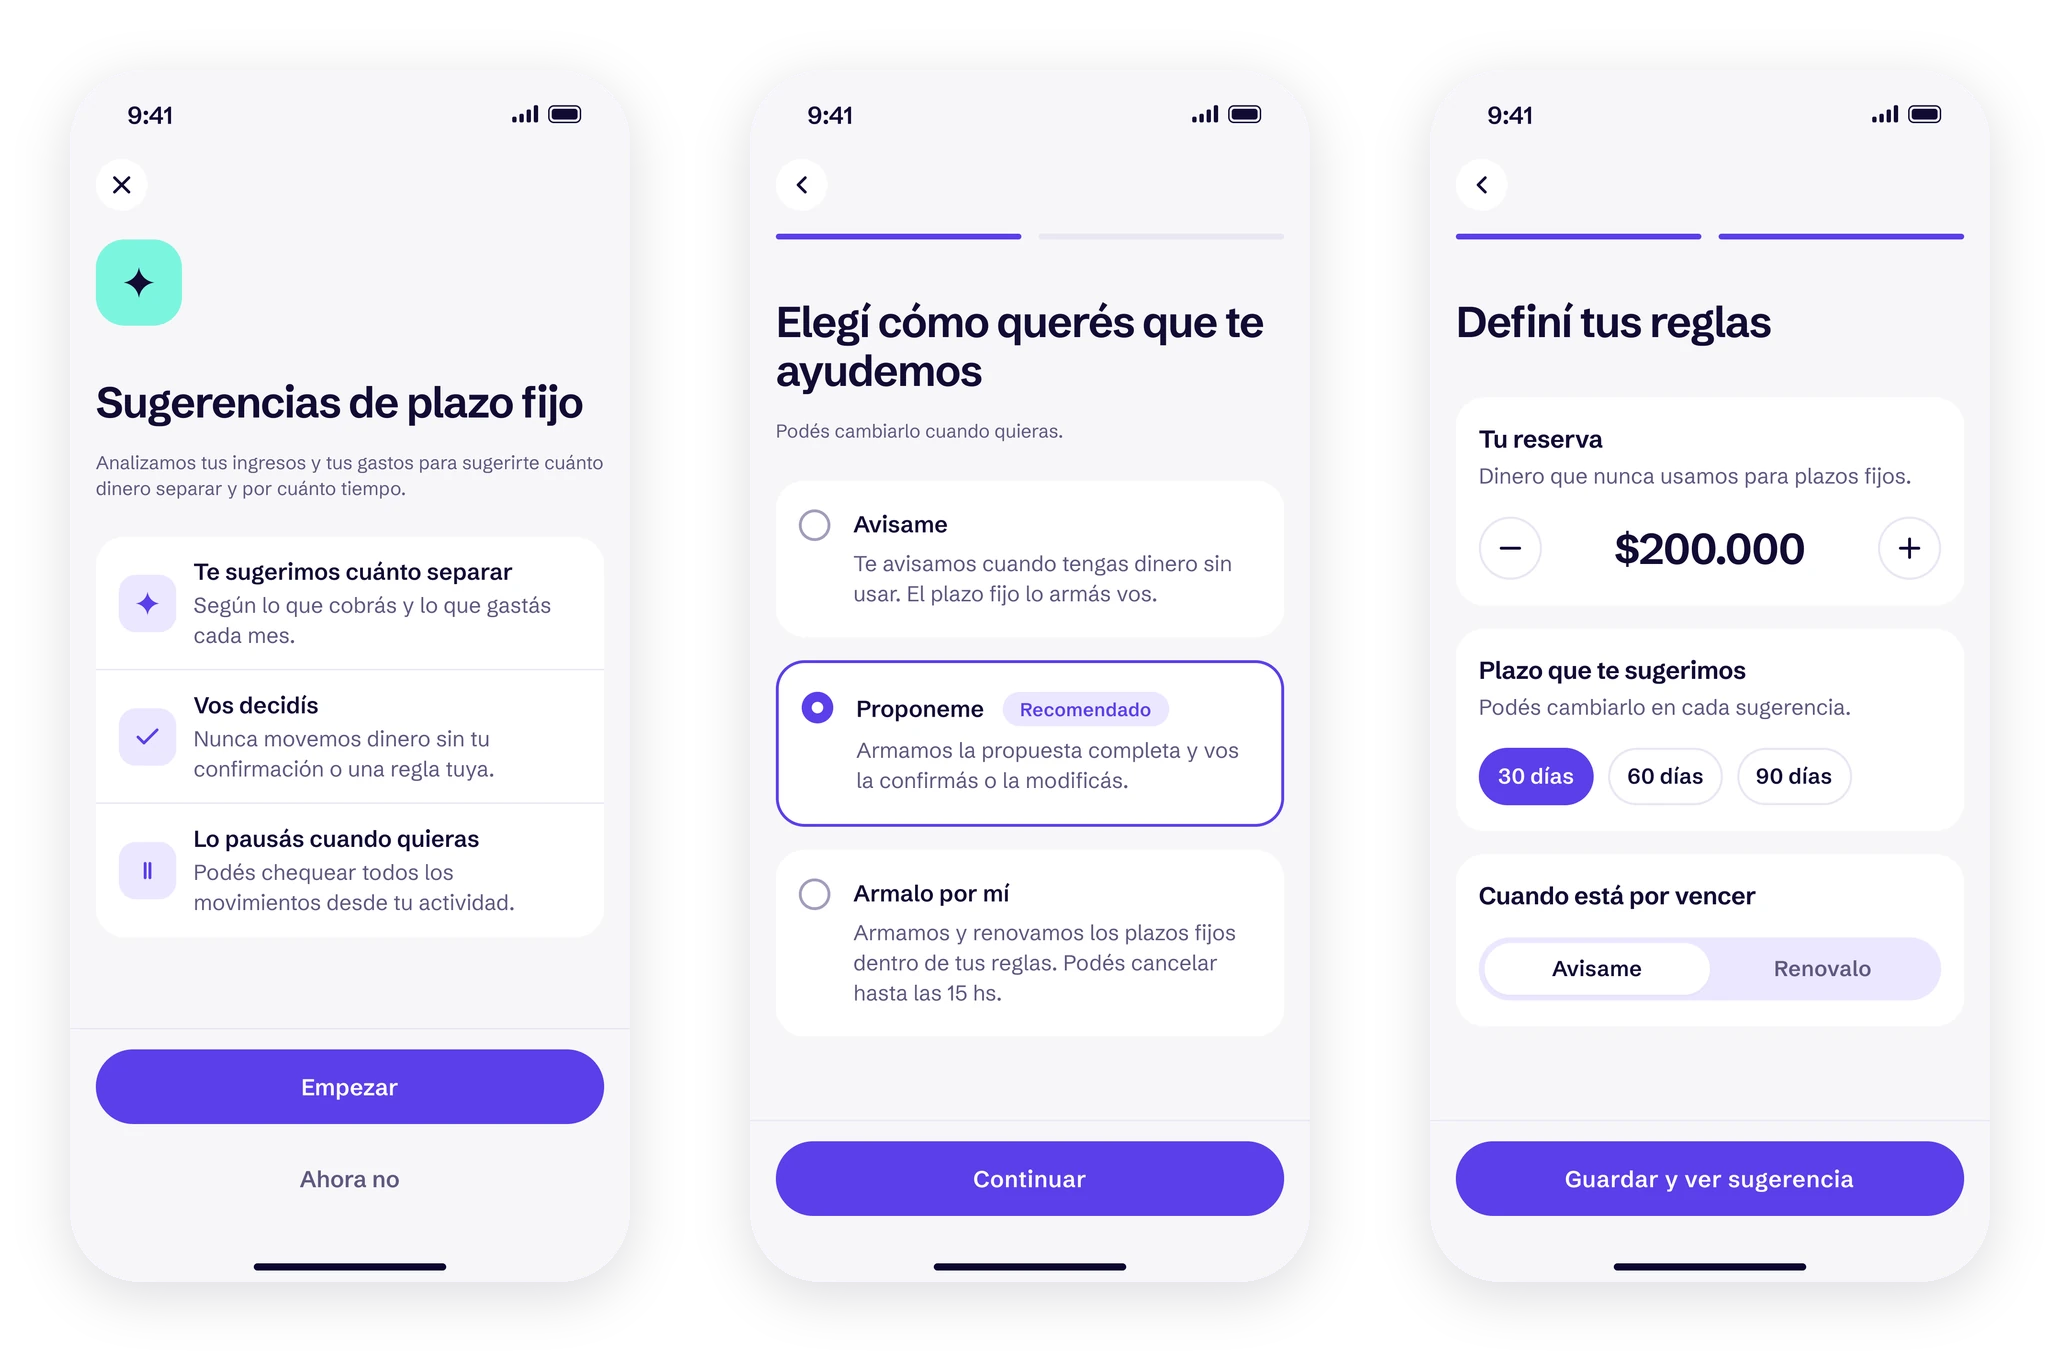 9:41
Sugerencias de plazo fijo
Analizamos tus ingresos y tus gastos para sugerirte cuánto
dinero separar y por cuánto tiempo.
Te sugerimos cuánto separar
Según lo que cobrás y lo que gastás
cada mes.
Vos decidís
Nunca movemos dinero sin tu
confirmación o una regla tuya.
Lo pausás cuando quieras
Podés chequear todos los
movimientos desde tu actividad.
Empezar
Ahora no
9:41
Elegí cómo querés que te
ayudemos
Podés cambiarlo cuando quieras.
Avisame
Te avisamos cuando tengas dinero sin
usar. El plazo fijo lo armás vos.
Proponeme Recomendado
Armamos la propuesta completa y vos
la confirmás o la modificás.
Armalo por mí
Armamos y renovamos los plazos fijos
dentro de tus reglas. Podés cancelar
hasta las 15 hs.
Continuar
9:41
Definí tus reglas
Tu reserva
Dinero que nunca usamos para plazos fijos.
$200.000
Plazo que te sugerimos
Podés cambiarlo en cada sugerencia.
30 días 60 días 90 días
Cuando está por vencer
Avisame Renovalo
Guardar y ver sugerencia